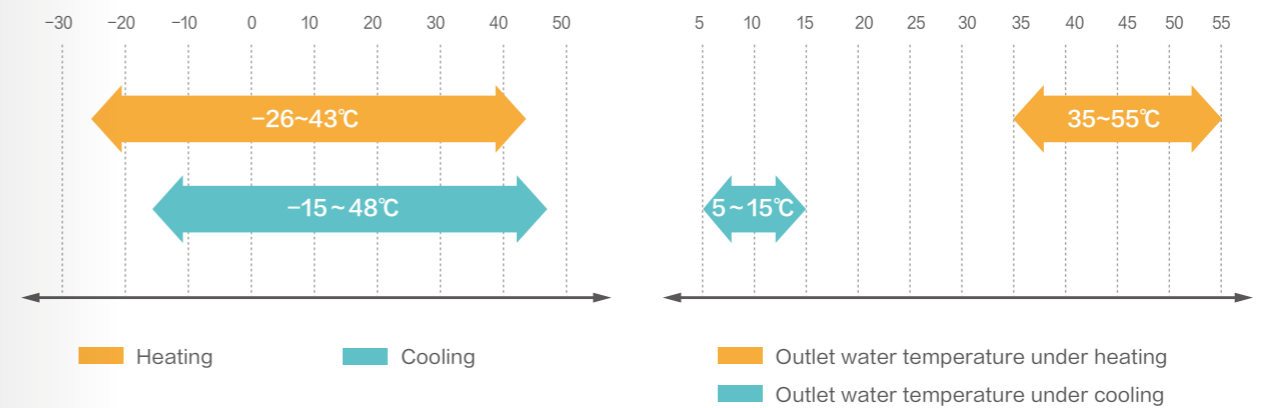 −30 −20 −10 0 10 20 30 40 50
−26~43℃
−15~48℃
Heating Cooling
5 10 15 20 25 30 35 40 45 50 55
35~55℃
5~15℃
Outlet water temperature under heating
Outlet water temperature under cooling